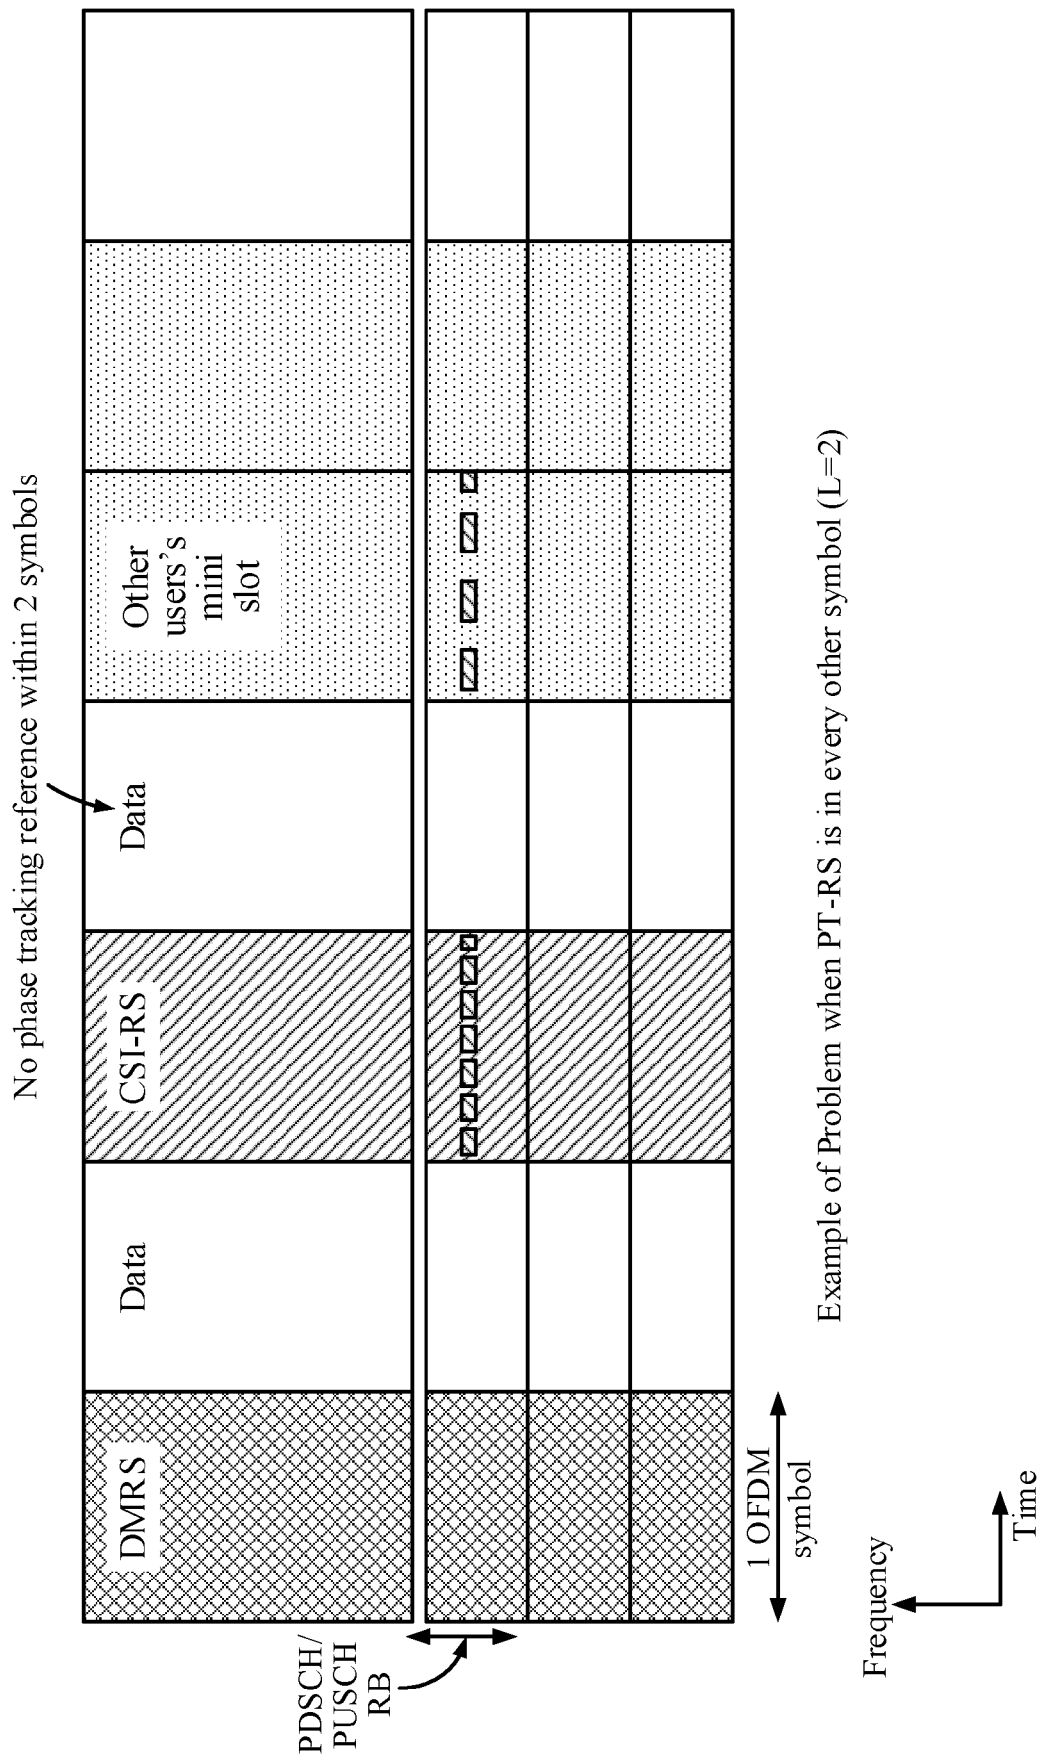 No phase tracking reference within 2 symbols
DMRS
Data
CSI-RS
Data
Other
users's
mini
slot
PDSCH/
PUSCH
RB
1 OFDM
symbol
Frequency
Time
Example of Problem when PT-RS is in every other symbol (L=2)